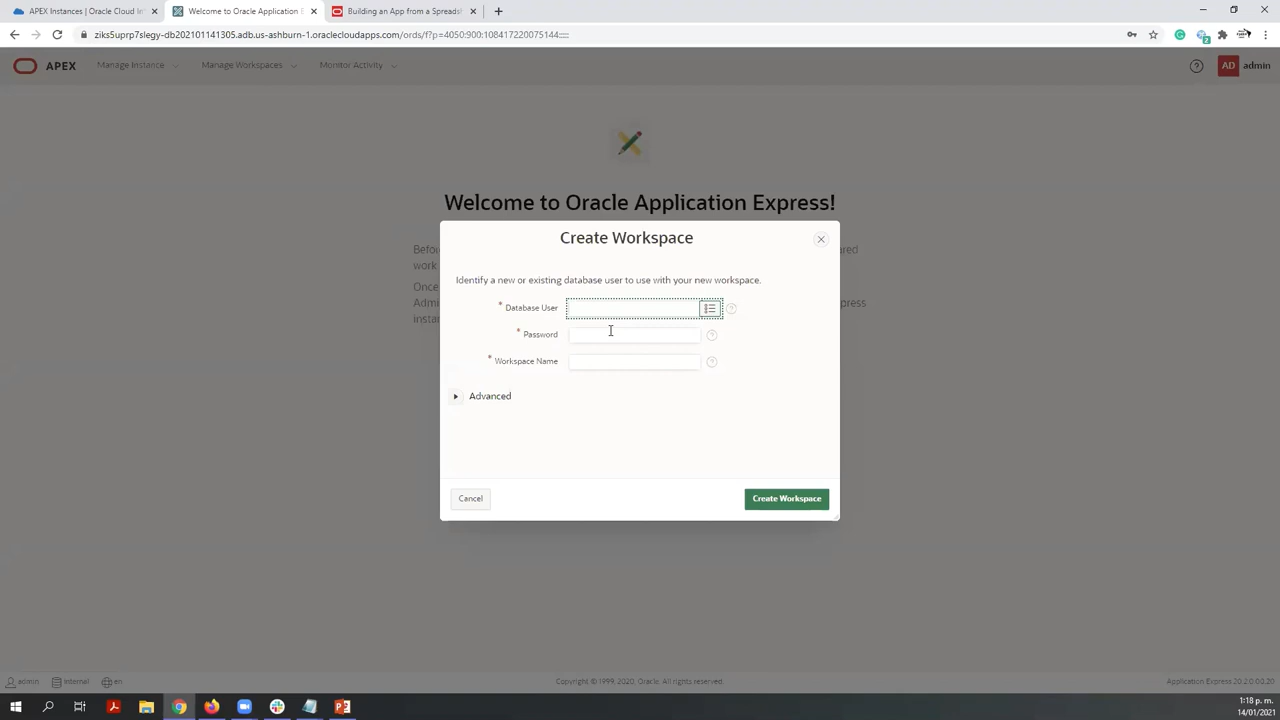 APEX Instances | Oracle Cloud In
Welcome to Oracle Application E
Building an App from a Spreads
ziks5uprp7slegy-db202101141305.adb.us-ashburn-1.oraclecloudapps.com/ords/f?p=4050:900:108417220075144:::::
APEX Manage Instance Manage Workspaces Monitor Activity AD admin
Welcome to Oracle Application Express!
Create Workspace
Identify a new or existing database user to use with your new workspace.
* Database User
* Password
* Workspace Name
Advanced
Cancel Create Workspace
admin internal en Copyright © 1999, 2020, Oracle. All rights reserved. Application Express 20.2.0.00.20
1:18 p. m.
14/01/2021